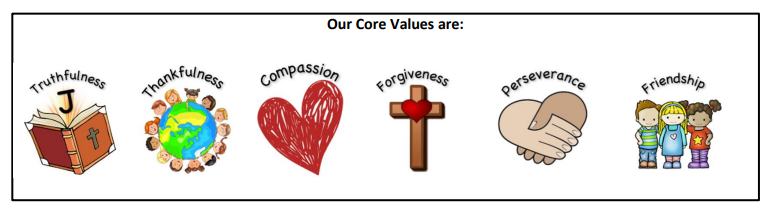 Our Core Values are:
Truthfulness
Thankfulness
Compassion
Forgiveness
Perseverance
Friendship
J